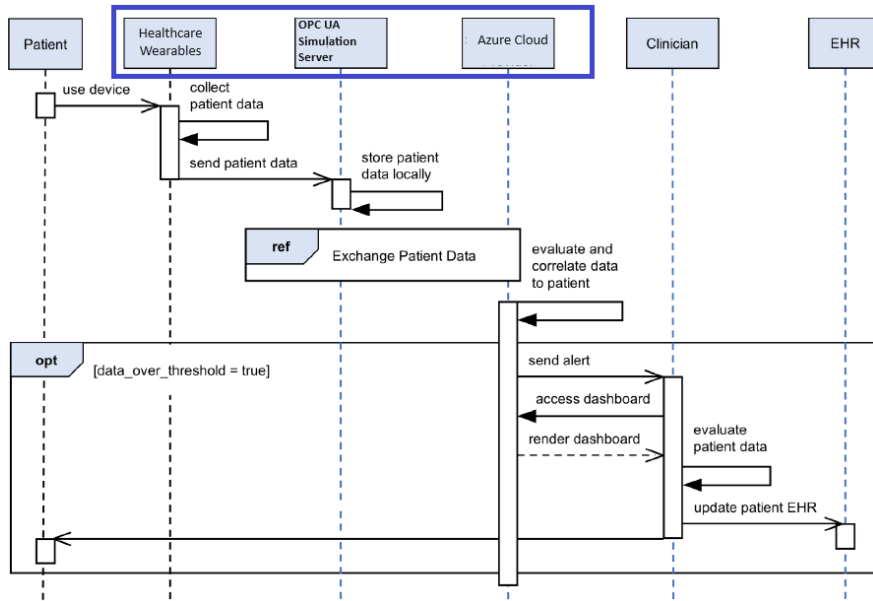 Patient
Healthcare
Wearables
OPC UA
Simulation
Server
: Azure Cloud
Clinician
EHR
use device
collect
patient data
send patient data
store patient
data locally
ref
Exchange Patient Data
evaluate and
correlate data
to patient
opt
[data_over_threshold = true]
send alert
access dashboard
render dashboard
evaluate
patient data
update patient EHR